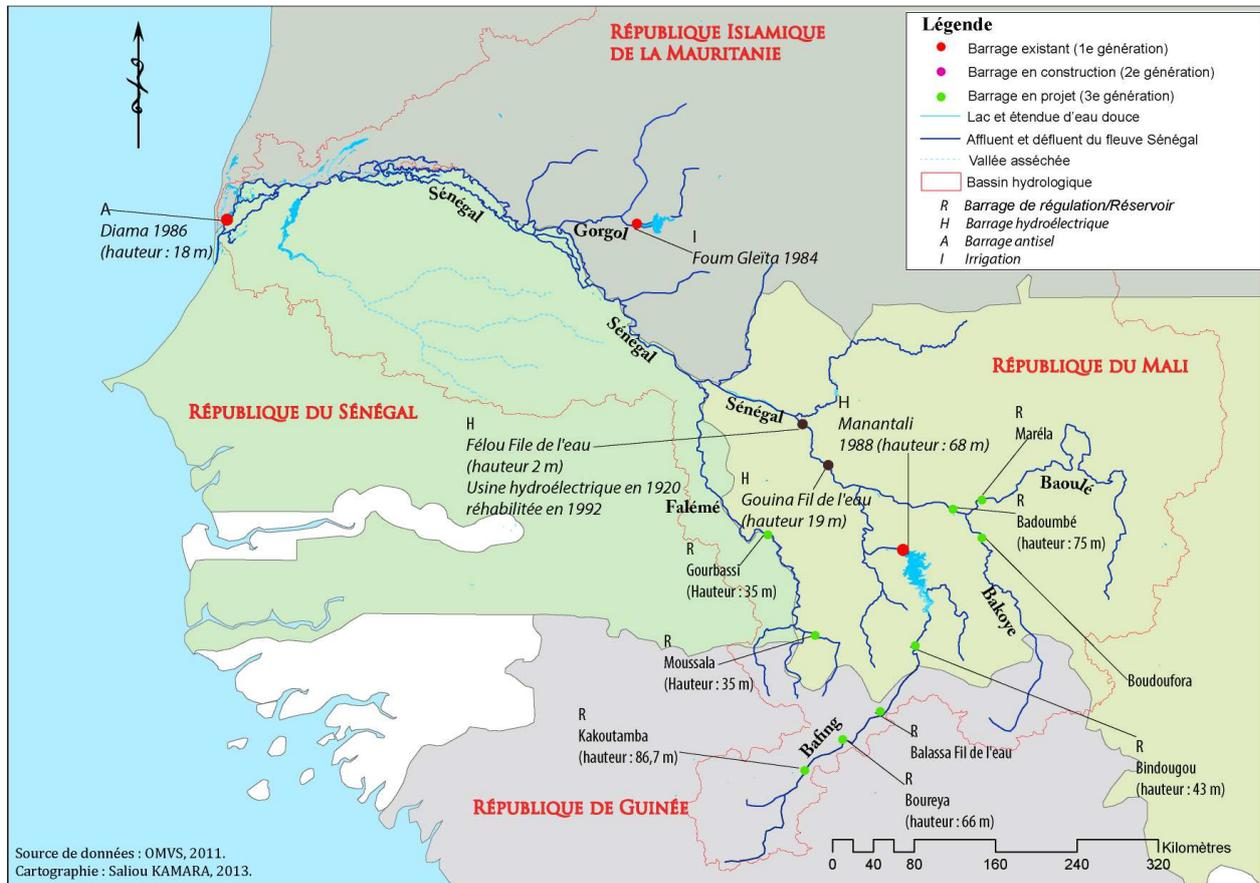 RÉPUBLIQUE ISLAMIQUE
DE LA MAURITANIE
Légende
Barrage existant (1e génération)
Barrage en construction (2e génération)
Barrage en projet (3e génération)
Lac et étendue d'eau douce
Affluent et défluent du fleuve Sénégal
Vallée asséchée
Bassin hydrologique
R Barrage de régulation/Réservoir
H Barrage hydroélectrique
A Barrage antisel
I Irrigation
A
Diama 1986
(hauteur : 18 m)
Sénégal
Gorgol
I
Foum Gleïta 1984
Sénégal
RÉPUBLIQUE DU MALI
RÉPUBLIQUE DU SÉNÉGAL
Sénégal
H
Manantali
1988 (hauteur : 68 m)
H
Félou File de l'eau
(hauteur 2 m)
Usine hydroélectrique en 1920
réhabilitée en 1992
R
Maréla
Baoulé
H
Gouina Fil de l'eau
(hauteur 19 m)
Falémé
R
Badoumbé
(hauteur : 75 m)
R
Gourbassi
(Hauteur : 35 m)
Bakoye
R
Moussala
(Hauteur : 35 m)
Boudoufora
R
Kakoutamba
(hauteur : 86,7 m)
Bafing
R
Balassa Fil de l'eau
R
Bindougou
(hauteur : 43 m)
R
Boureya
(hauteur : 66 m)
RÉPUBLIQUE DE GUINÉE
Kilomètres
0 40 80 160 240 320
Source de données : OMVS, 2011.
Cartographie : Saliou KAMARA, 2013.